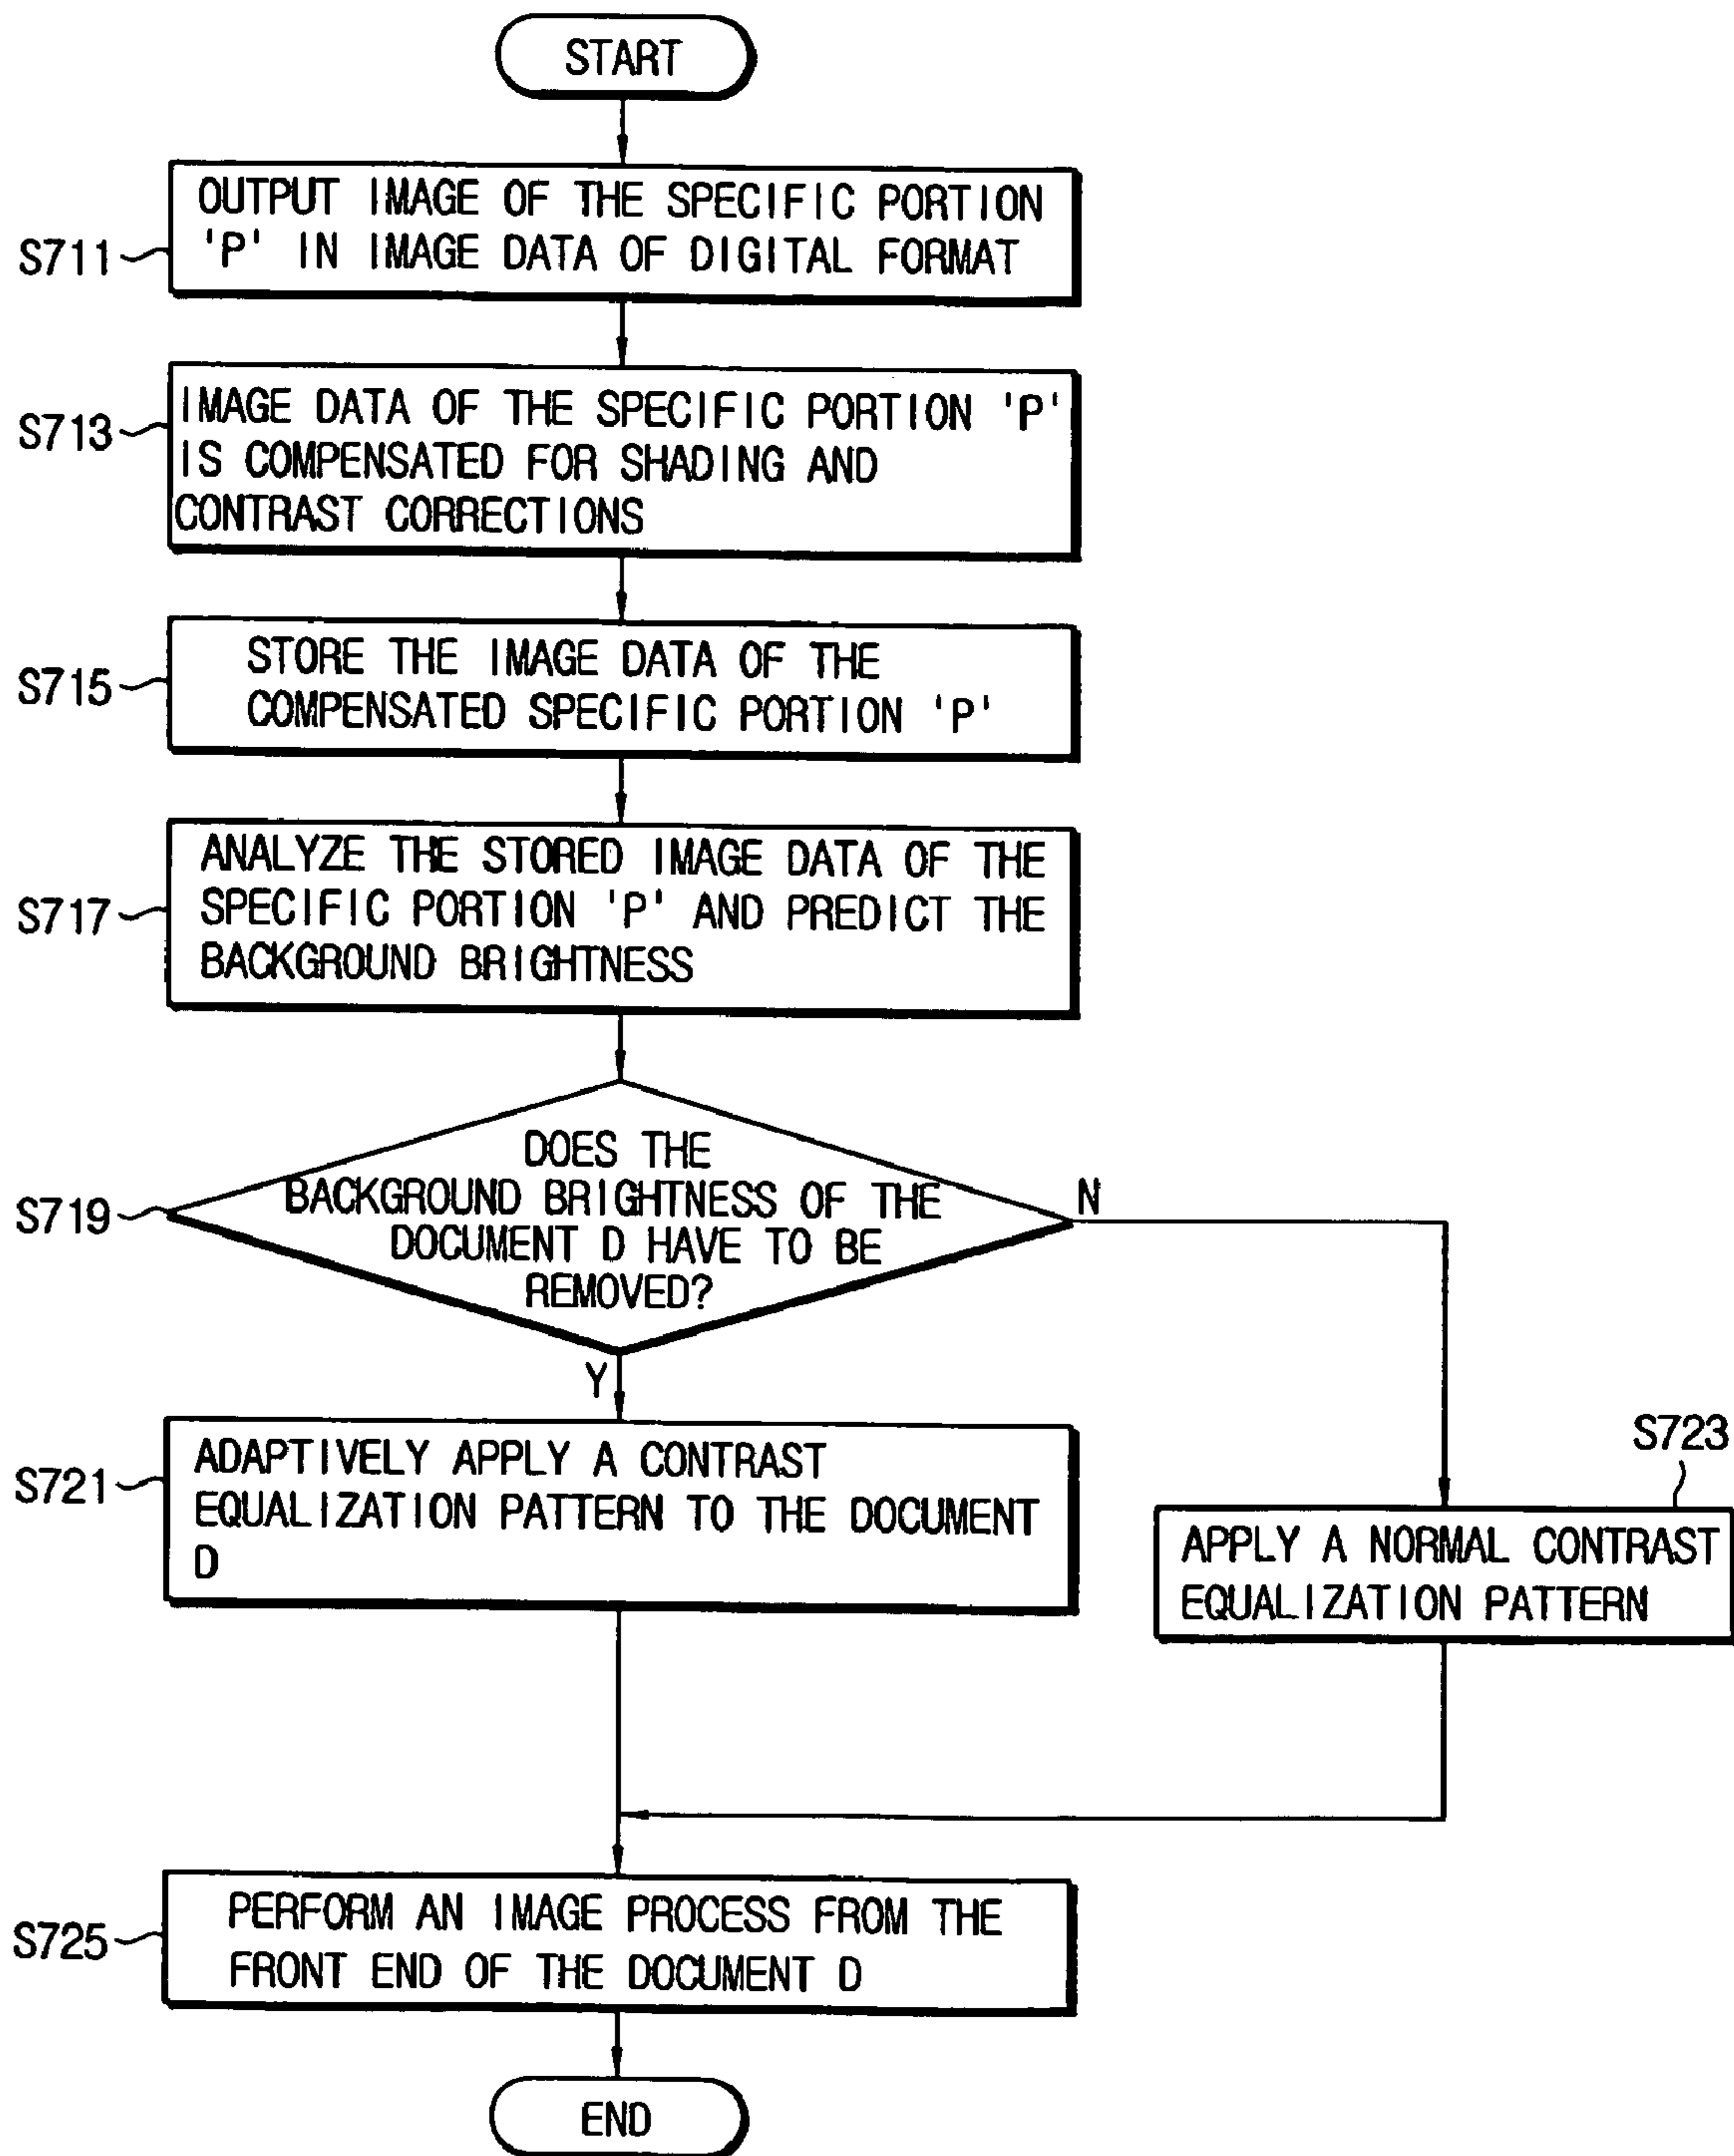 START
S711
OUTPUT IMAGE OF THE SPECIFIC PORTION
'P' IN IMAGE DATA OF DIGITAL FORMAT
S713
IMAGE DATA OF THE SPECIFIC PORTION 'P'
IS COMPENSATED FOR SHADING AND
CONTRAST CORRECTIONS
S715
STORE THE IMAGE DATA OF THE
COMPENSATED SPECIFIC PORTION 'P'
S717
ANALYZE THE STORED IMAGE DATA OF THE
SPECIFIC PORTION 'P' AND PREDICT THE
BACKGROUND BRIGHTNESS
S719
DOES THE
BACKGROUND BRIGHTNESS OF THE
DOCUMENT D HAVE TO BE
REMOVED?
N
Y
S721
ADAPTIVELY APPLY A CONTRAST
EQUALIZATION PATTERN TO THE DOCUMENT
D
S723
APPLY A NORMAL CONTRAST
EQUALIZATION PATTERN
S725
PERFORM AN IMAGE PROCESS FROM THE
FRONT END OF THE DOCUMENT D
END